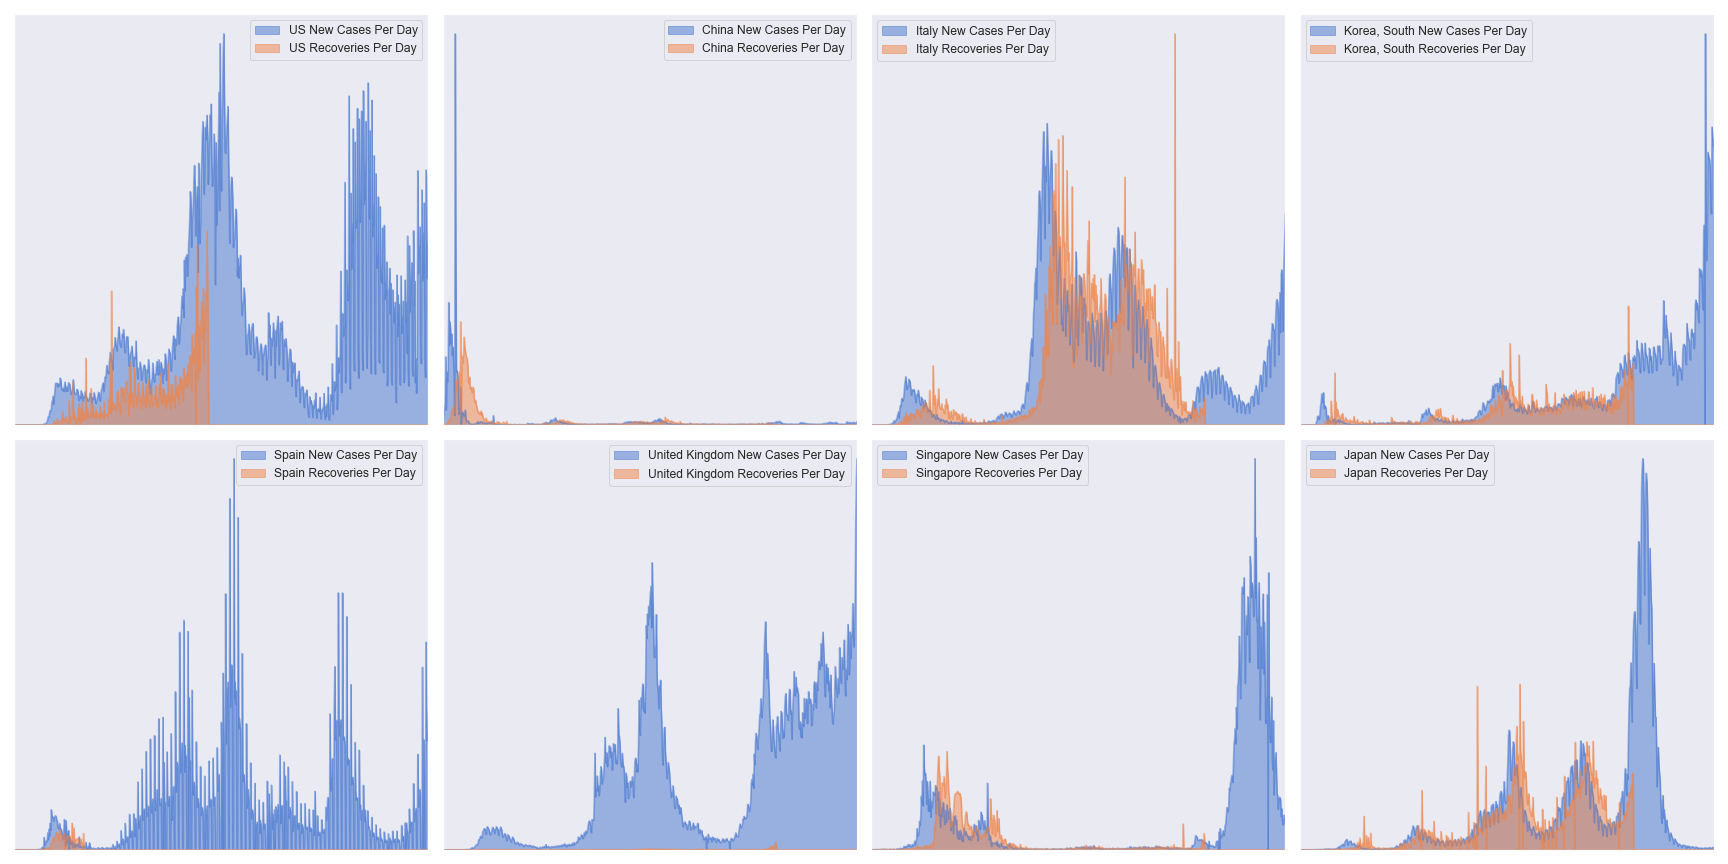 US New Cases Per Day
US Recoveries Per Day
China New Cases Per Day
China Recoveries Per Day
Italy New Cases Per Day
Italy Recoveries Per Day
Korea, South New Cases Per Day
Korea, South Recoveries Per Day
Spain New Cases Per Day
Spain Recoveries Per Day
United Kingdom New Cases Per Day
United Kingdom Recoveries Per Day
Singapore New Cases Per Day
Singapore Recoveries Per Day
Japan New Cases Per Day
Japan Recoveries Per Day